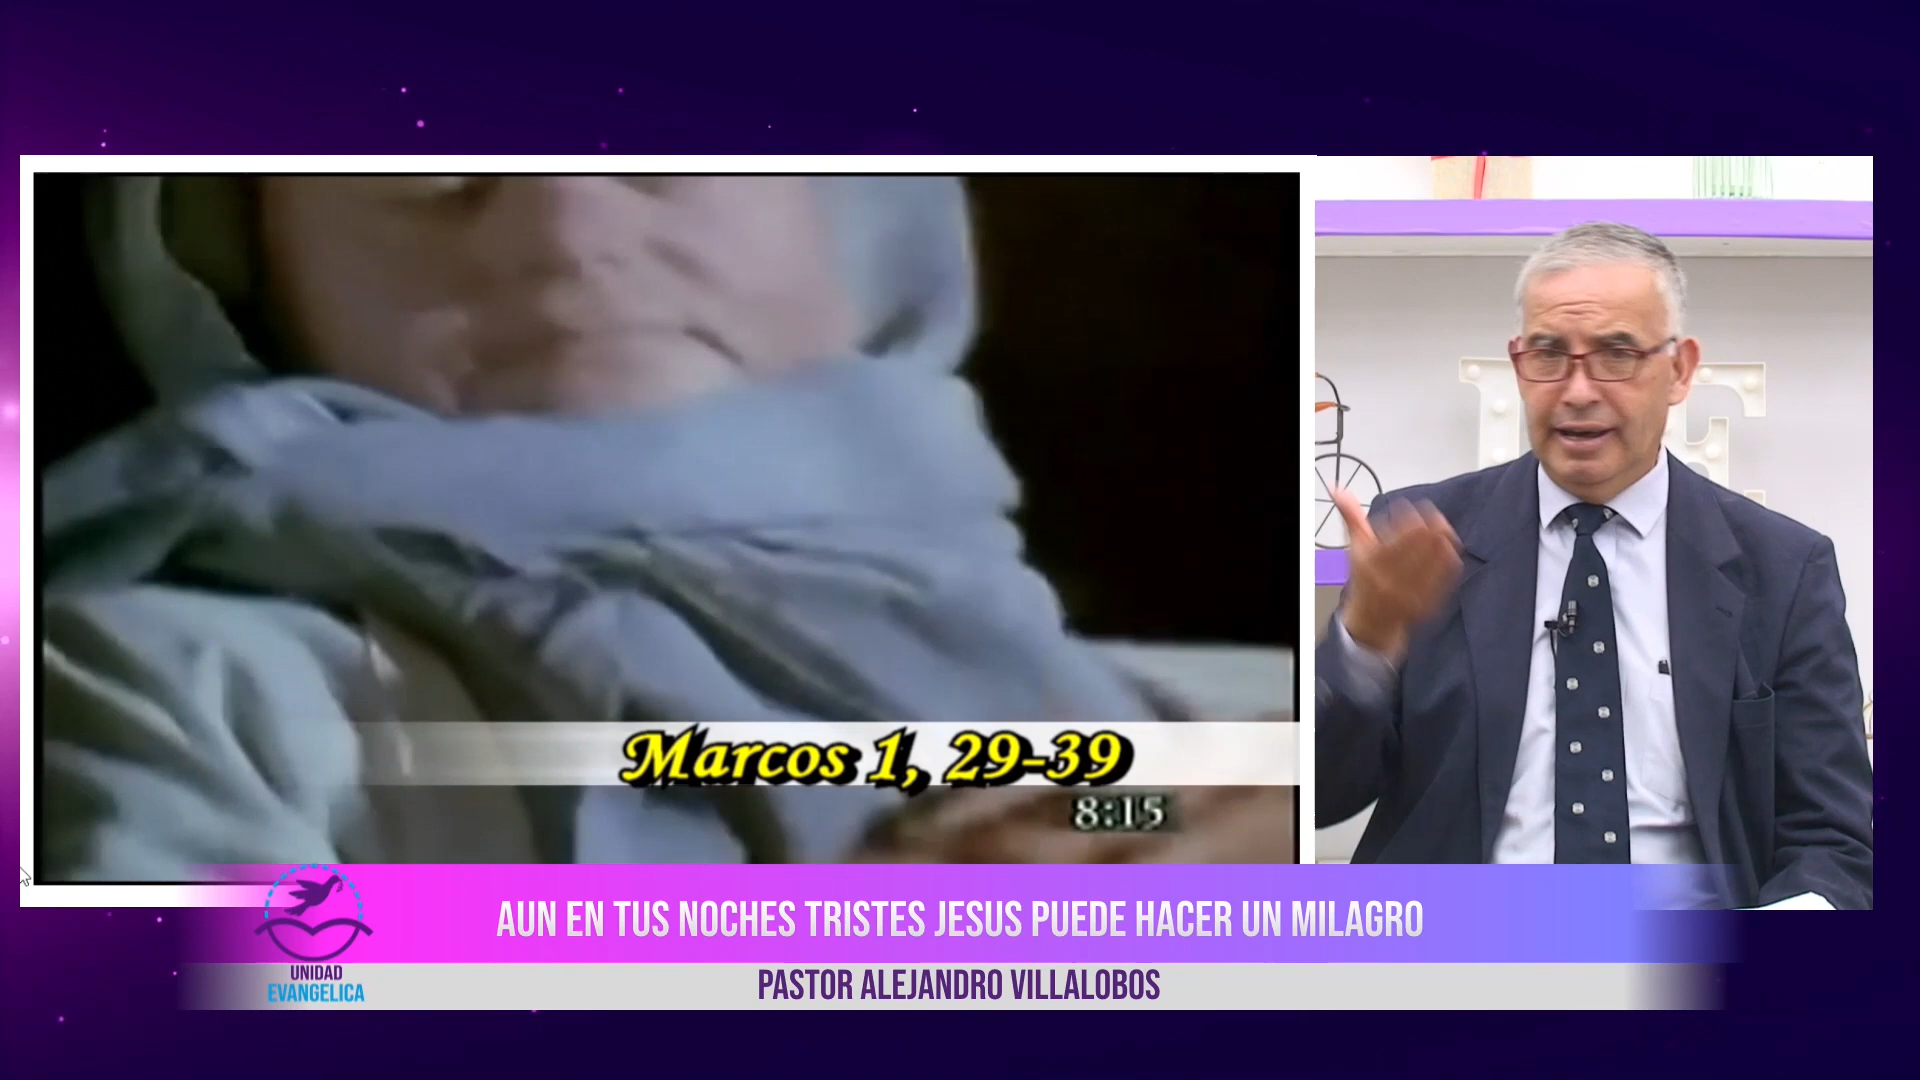 Marcos 1, 29-39
8:15
AUN EN TUS NOCHES TRISTES JESUS PUEDE HACER UN MILAGRO
PASTOR ALEJANDRO VILLALOBOS
UNIDAD
EVANGELICA